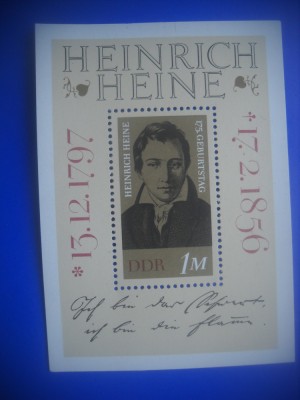 HEINRICH
HEINE
*13.12.1797
†17.2.1856
HEINRICH HEINE
175. GEBURTSTAG
DDR 1M
Ich bin das Schwert,
ich bin die Flamme.